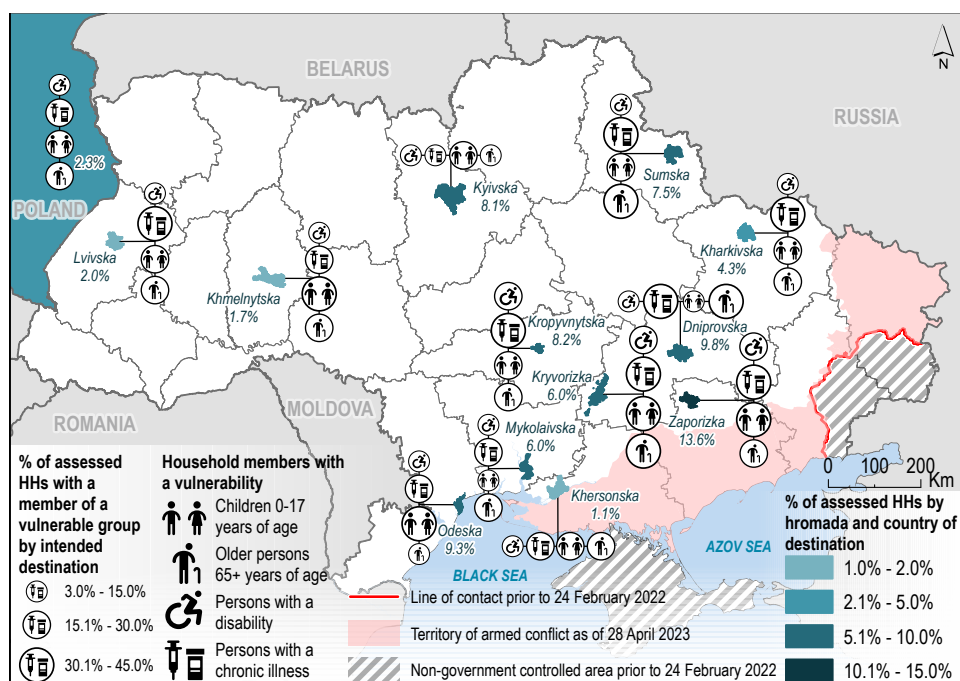 BELARUS
N
RUSSIA
2.3%
POLAND
Kyivska
8.1%
Sumska
7.5%
Lvivska
2.0%
Khmelnytska
1.7%
Kharkivska
4.3%
Kropyvnytska
8.2%
Dniprovska
9.8%
Kryvorizka
6.0%
Zaporizka
13.6%
MOLDOVA
ROMANIA
Mykolaivska
6.0%
Khersonska
1.1%
Odeska
9.3%
BLACK SEA
AZOV SEA
0 100 200
Km
% of assessed
HHs with a
member of a
vulnerable group
by intended
destination
3.0% - 15.0%
15.1% - 30.0%
30.1% - 45.0%
Household members with
a vulnerability
Children 0-17
years of age
Older persons
65+ years of age
Persons with a
disability
Persons with a
chronic illness
Line of contact prior to 24 February 2022
Territory of armed conflict as of 28 April 2023
Non-government controlled area prior to 24 February 2022
% of assessed HHs by
hromada and country of
destination
1.0% - 2.0%
2.1% - 5.0%
5.1% - 10.0%
10.1% - 15.0%